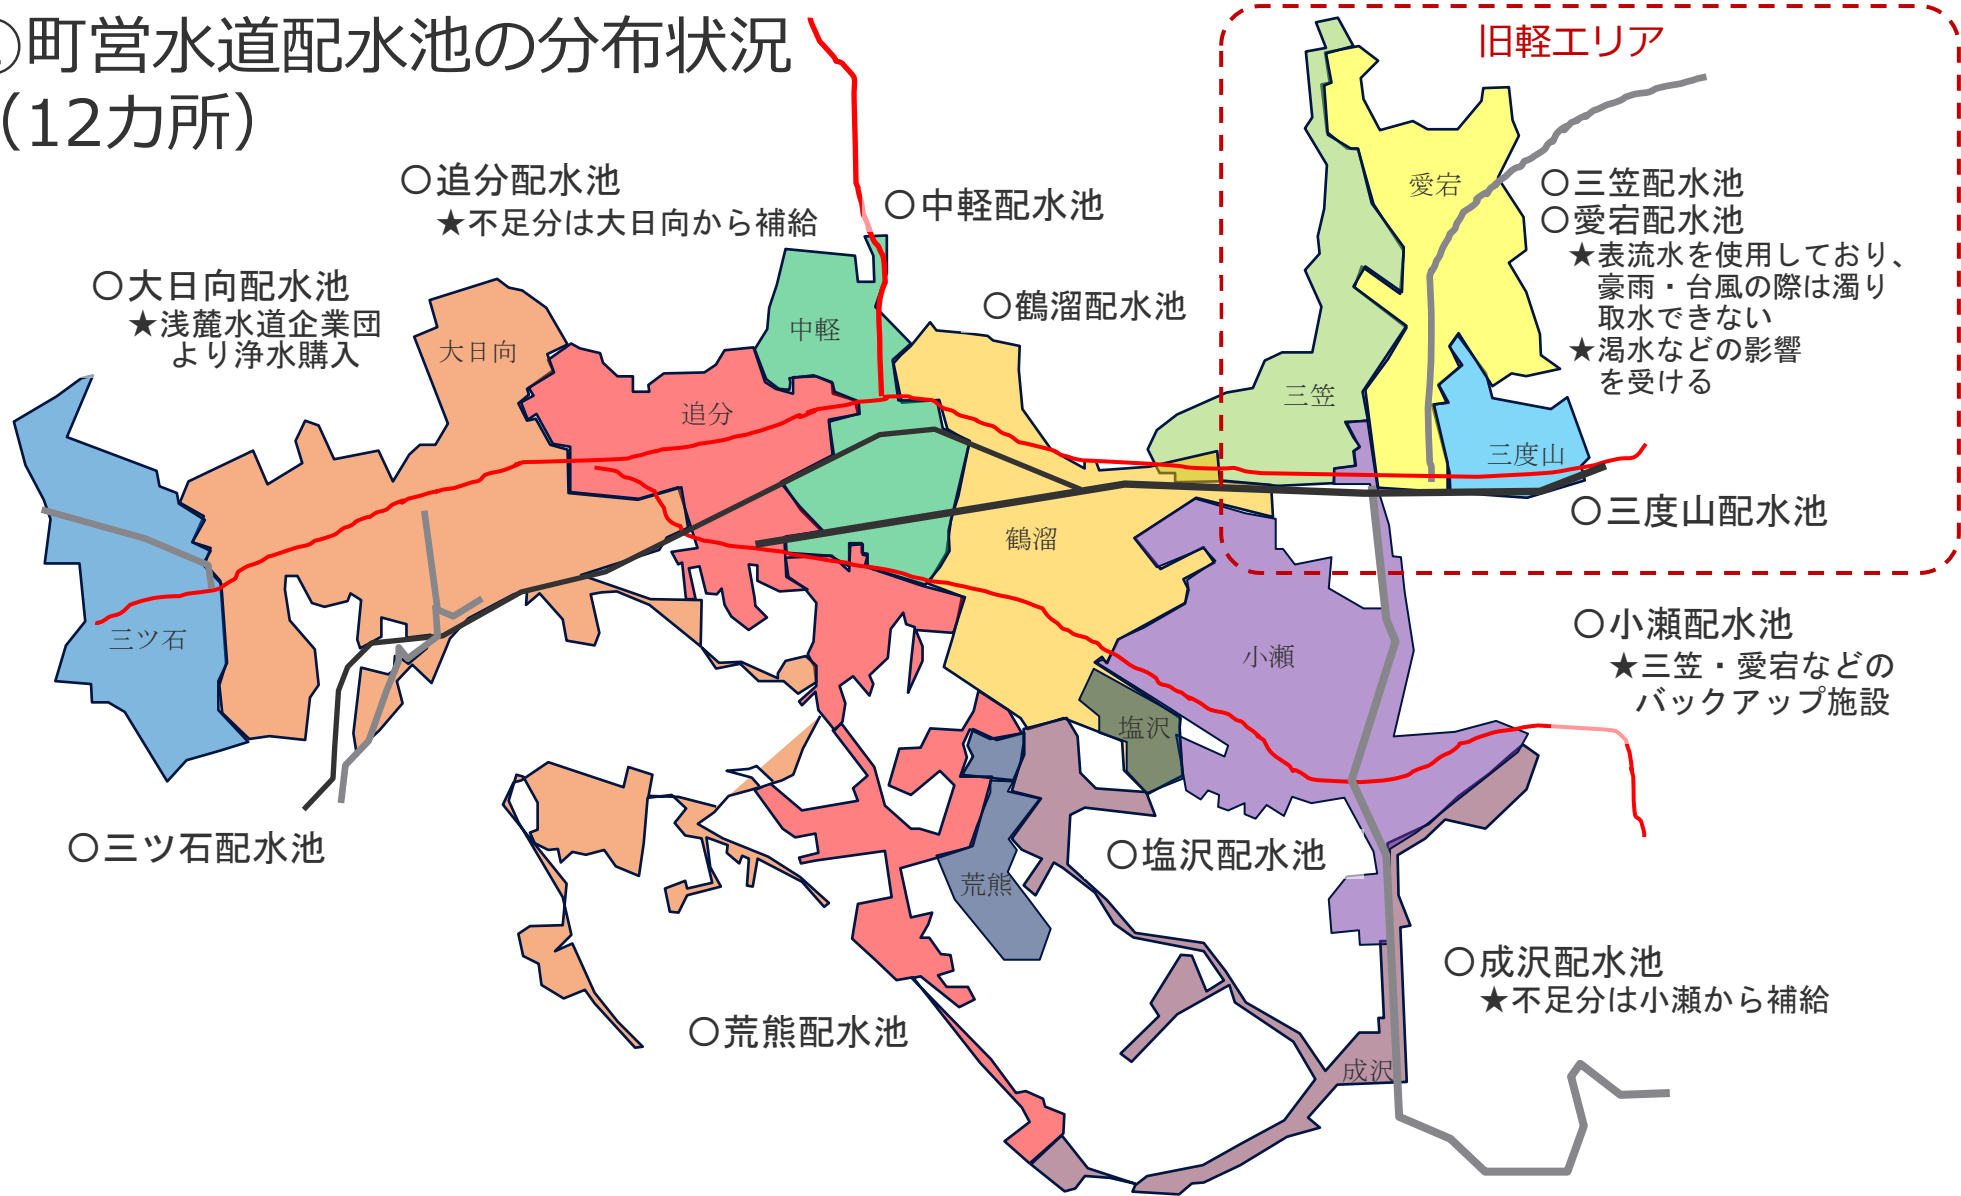 ○町営水道配水池の分布状況
（12カ所）
旧軽エリア
○追分配水池
★不足分は大日向から補給
○中軽配水池
○三笠配水池
○愛宕配水池
★表流水を使用しており、
豪雨・台風の際は濁り
取水できない
★渇水などの影響
を受ける
○大日向配水池
★浅麓水道企業団
より浄水購入
○鶴溜配水池
愛宕
中軽
大日向
三笠
追分
三度山
○三度山配水池
鶴溜
三ツ石
小瀬
○小瀬配水池
★三笠・愛宕などの
バックアップ施設
塩沢
○三ツ石配水池
○塩沢配水池
荒熊
○成沢配水池
★不足分は小瀬から補給
○荒熊配水池
成沢